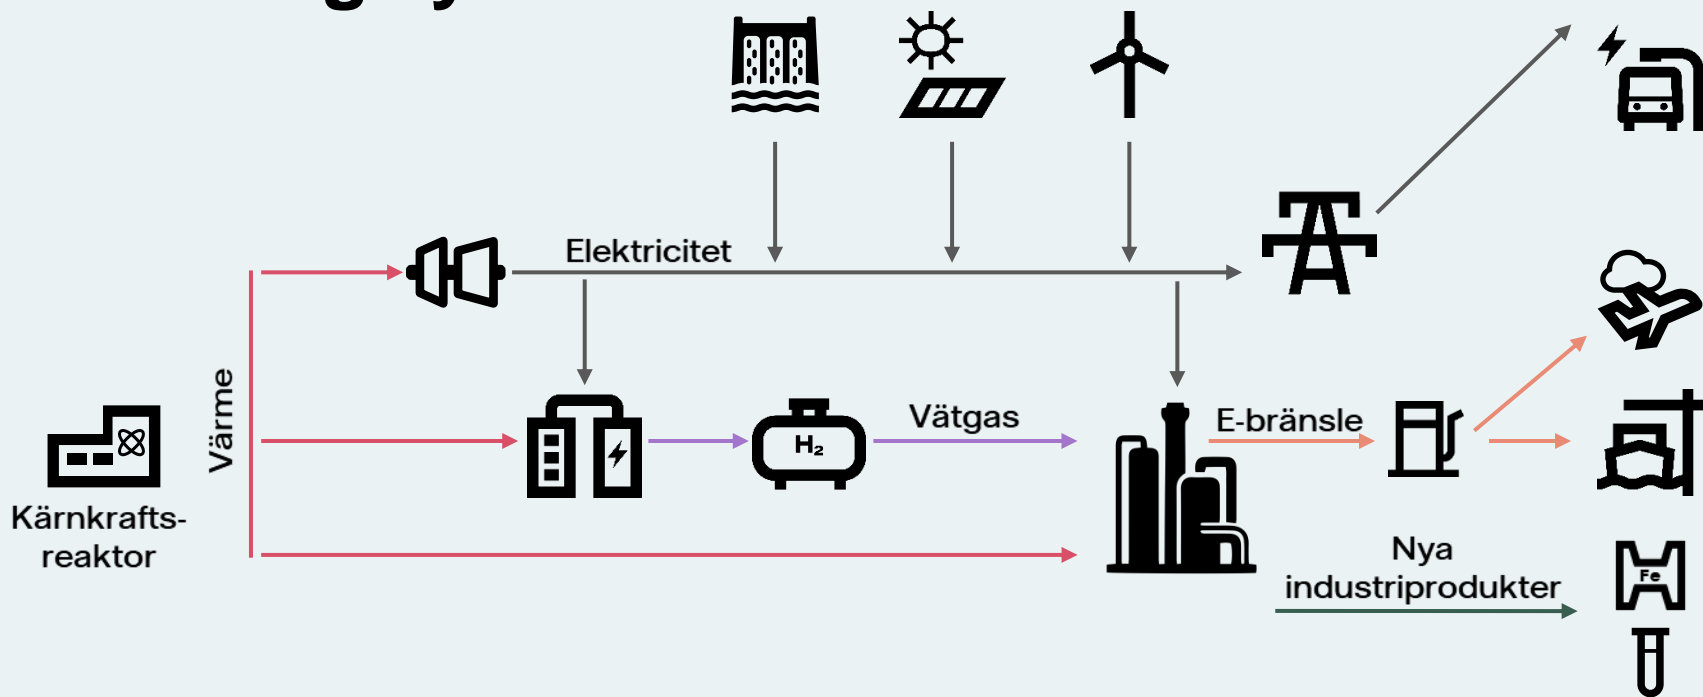 Elektricitet
Värme
H₂
Vätgas
E-bränsle
Kärnkrafts-
reaktor
Nya
industriprodukter
Fe